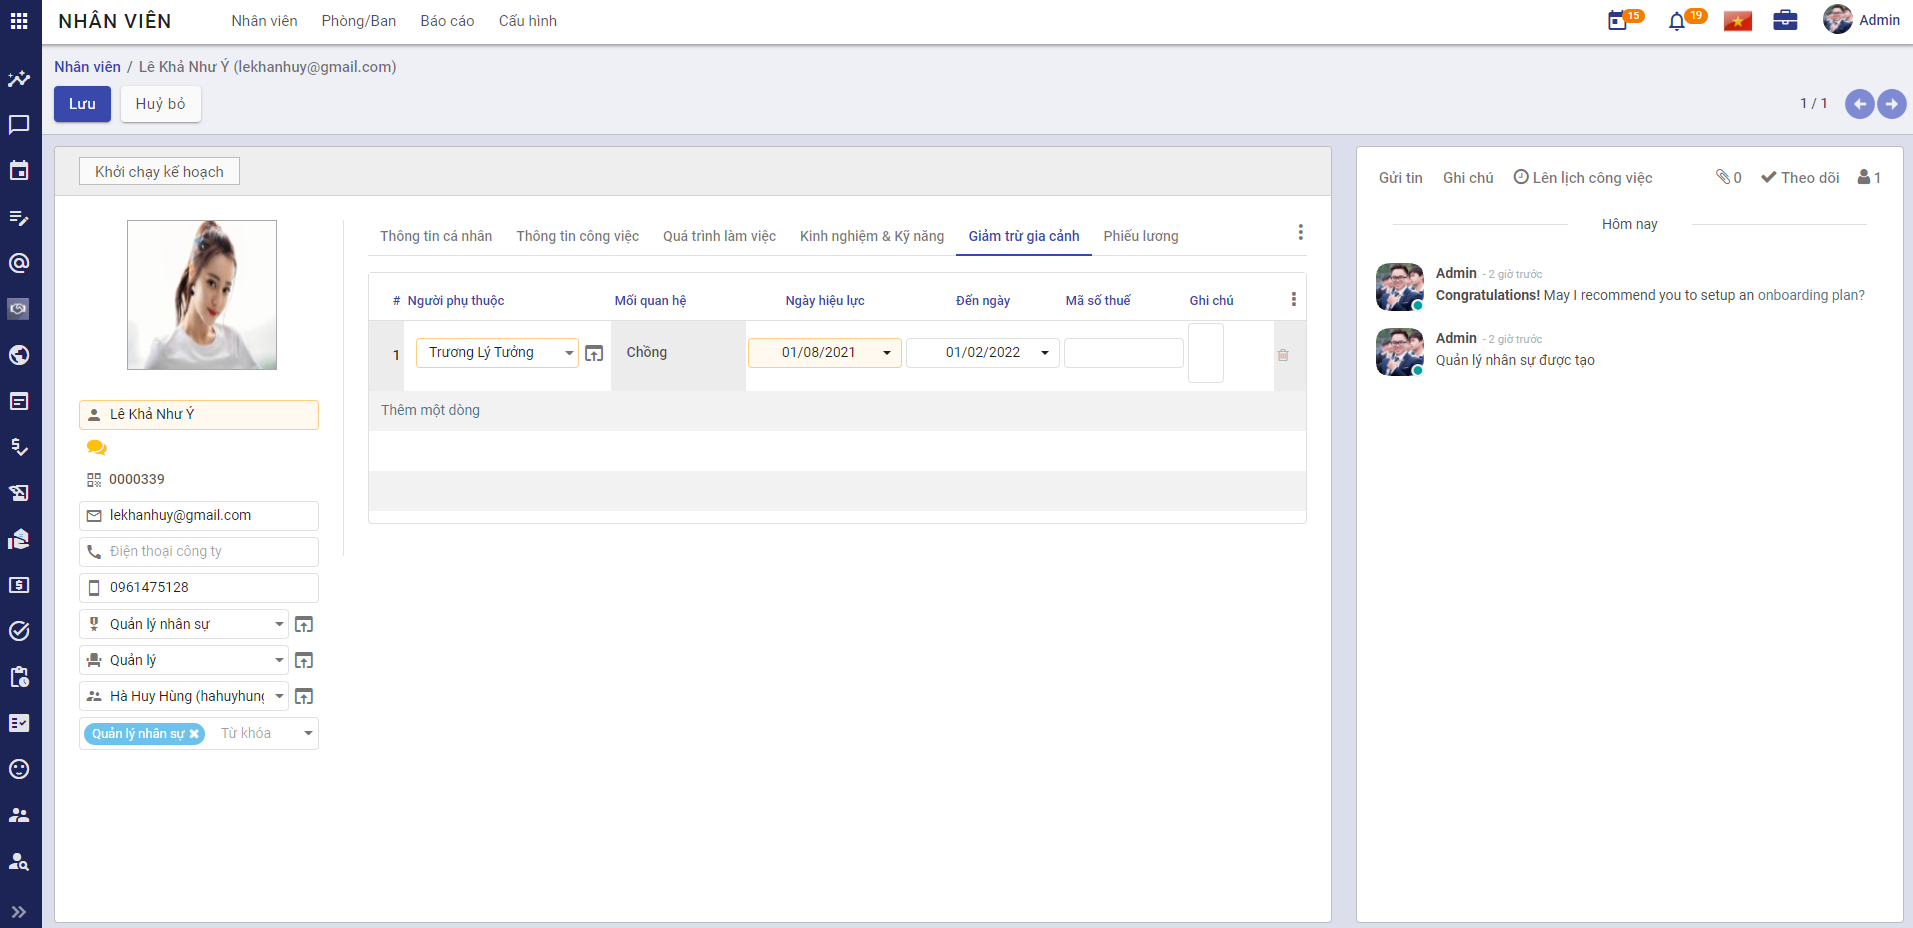 NHÂN VIÊN
Nhân viên Phòng/Ban Báo cáo Cấu hình
15 19 Admin
Nhân viên / Lê Khả Như Ý (lekhanhuy@gmail.com)
Lưu Huỷ bỏ
1 / 1
Khởi chạy kế hoạch
Lê Khả Như Ý
0000339
lekhanhuy@gmail.com
Điện thoại công ty
0961475128
Quản lý nhân sự
Quản lý
Hà Huy Hùng (hahuyhung
Quản lý nhân sự Từ khóa
Thông tin cá nhân Thông tin công việc Quá trình làm việc Kinh nghiệm & Kỹ năng Giảm trừ gia cảnh Phiếu lương
# Người phụ thuộc Mối quan hệ Ngày hiệu lực Đến ngày Mã số thuế Ghi chú
1 Trương Lý Tưởng Chồng 01/08/2021 01/02/2022
Thêm một dòng
Gửi tin Ghi chú Lên lịch công việc 0 Theo dõi 1
Hôm nay
Admin - 2 giờ trước
Congratulations! May I recommend you to setup an onboarding plan?
Admin - 2 giờ trước
Quản lý nhân sự được tạo